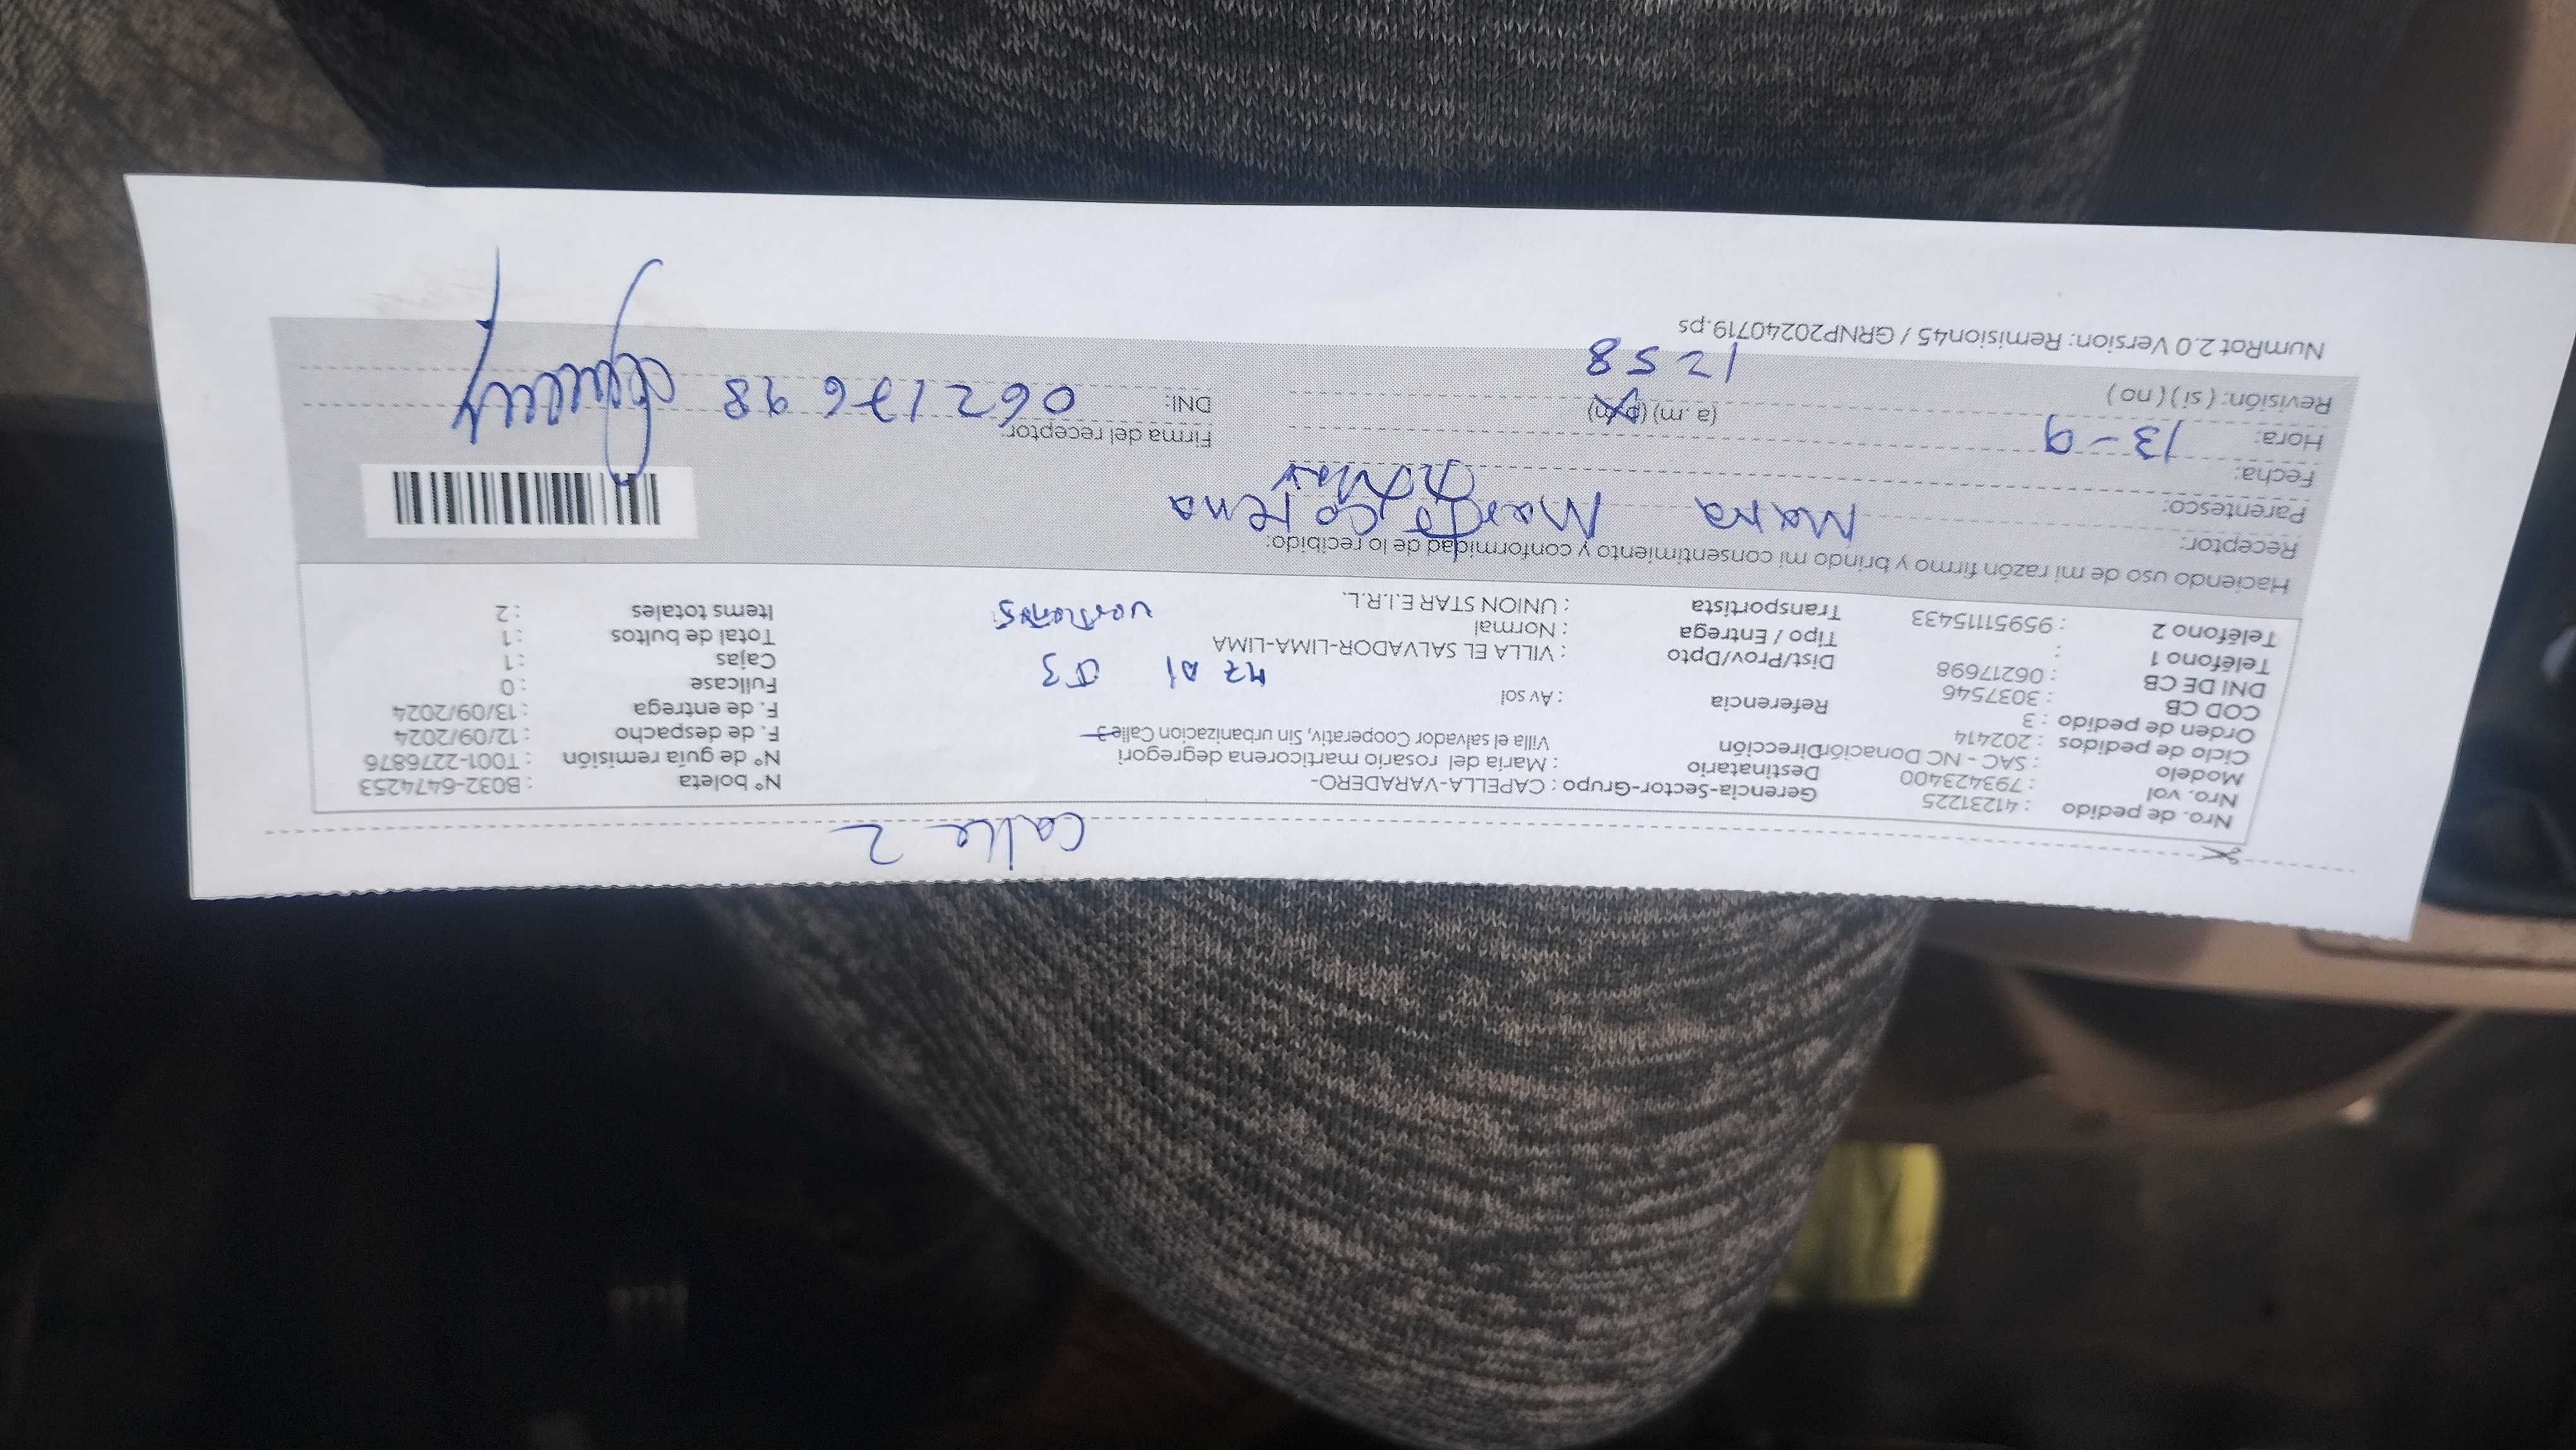 calle 2
Nro. de pedido : 41231225
Nro. vol : 793423400
Modelo : SAC - NC Donación
Ciclo de pedidos : 202414
Orden de pedido : 3
COD CB : 3037546
DNI DE CB : 06217698
Teléfono 1 :
Teléfono 2 : 95951115433
Gerencia-Sector-Grupo : CAPELLA-VARADERO-
Destinatario : Maria del rosario marticorena degregori
Dirección Villa el salvador Cooperativ, Sin urbanizacion Calle 3
Referencia : Av sol
Mz D1
Dist/Prov/Dpto : VILLA EL SALVADOR-LIMA-LIMA
Tipo / Entrega : Normal
Transportista : UNION STAR E.I.R.L.
N° boleta : B032-6474253
N° de guía remisión : T001-2276876
F. de despacho : 12/09/2024
F. de entrega : 13/09/2024
Fullcase : 0
Cajas : 1
Total de bultos : 1
Items totales : 2
Haciendo uso de mi razón firmo y brindo mi consentimiento y conformidad de lo recibido:
Receptor:
Parentesco:
Fecha: 13-9
Hora: 1258 (a.m) (p.m)
Revisión: (si) (no)
Firma del receptor:
DNI: 06217698
NumRot 2.0 Version: Remision45 / GRNP20240719.ps